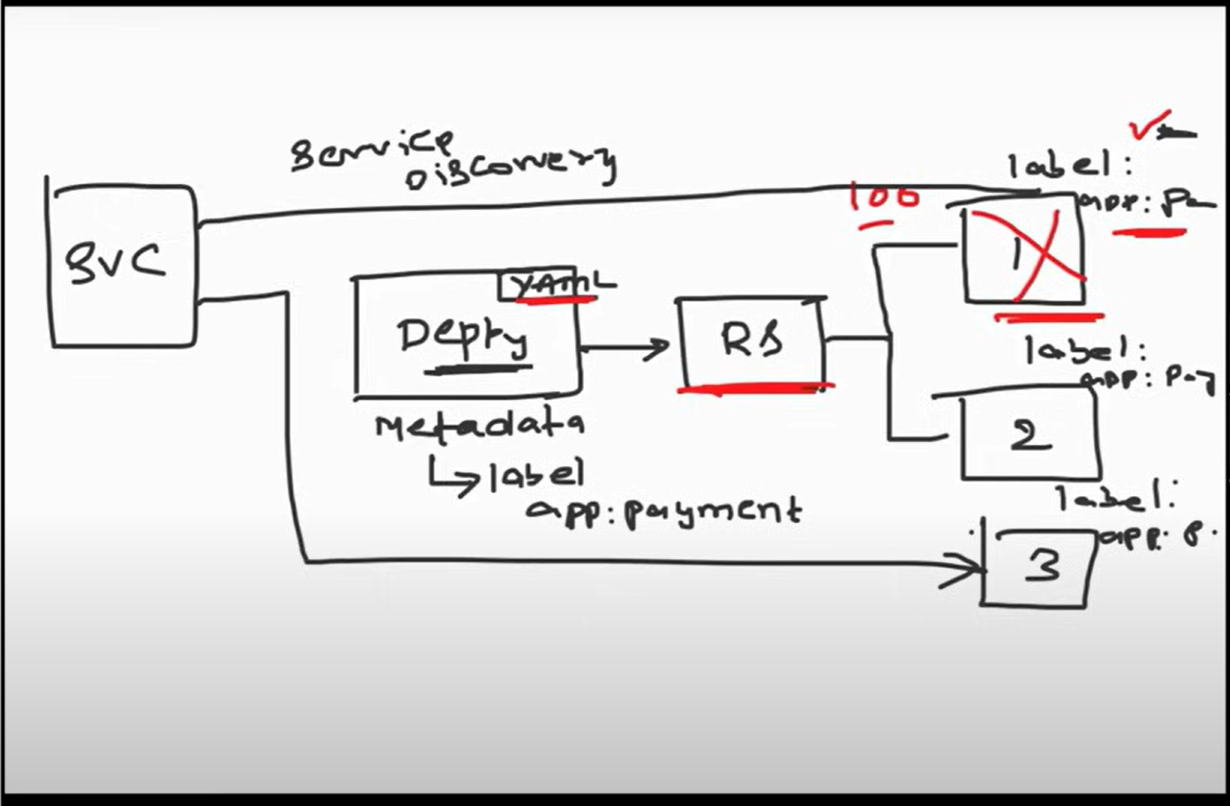 Service
Discovery
label:
100
app: Pa
SVC
1
YAML
Deply
RS
label:
app: Pay
Metadata
2
label
label:
app: payment
app: P.
3